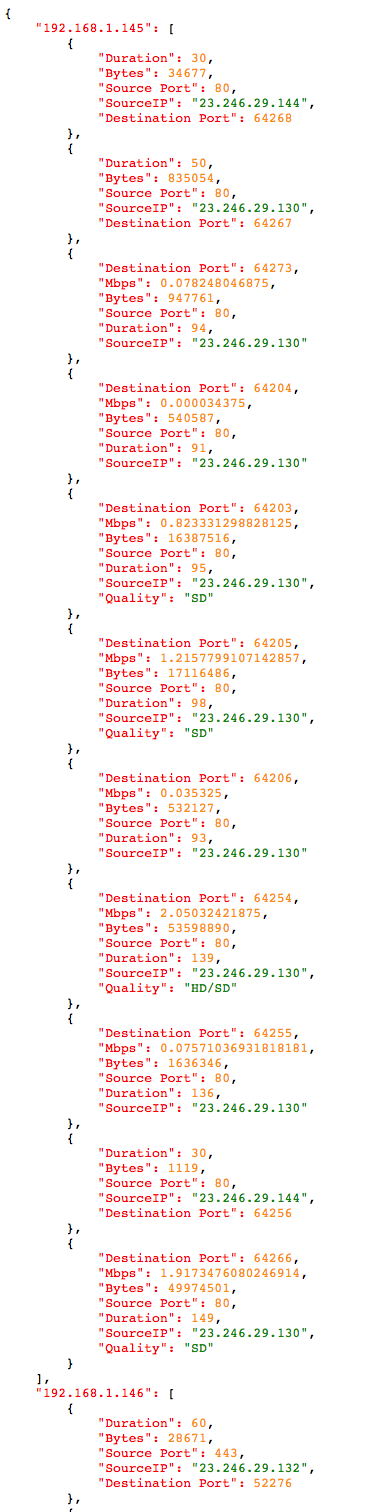 {
    "192.168.1.145": [
        {
            "Duration": 30,
            "Bytes": 34677,
            "Source Port": 80,
            "SourceIP": "23.246.29.144",
            "Destination Port": 64268
        },
        {
            "Duration": 50,
            "Bytes": 835054,
            "Source Port": 80,
            "SourceIP": "23.246.29.130",
            "Destination Port": 64267
        },
        {
            "Destination Port": 64273,
            "Mbps": 0.078248046875,
            "Bytes": 947761,
            "Source Port": 80,
            "Duration": 94,
            "SourceIP": "23.246.29.130"
        },
        {
            "Destination Port": 64204,
            "Mbps": 0.000034375,
            "Bytes": 540587,
            "Source Port": 80,
            "Duration": 91,
            "SourceIP": "23.246.29.130"
        },
        {
            "Destination Port": 64203,
            "Mbps": 0.823331298828125,
            "Bytes": 16387516,
            "Source Port": 80,
            "Duration": 95,
            "SourceIP": "23.246.29.130",
            "Quality": "SD"
        },
        {
            "Destination Port": 64205,
            "Mbps": 1.2157799107142857,
            "Bytes": 17116486,
            "Source Port": 80,
            "Duration": 98,
            "SourceIP": "23.246.29.130",
            "Quality": "SD"
        },
        {
            "Destination Port": 64206,
            "Mbps": 0.035325,
            "Bytes": 532127,
            "Source Port": 80,
            "Duration": 93,
            "SourceIP": "23.246.29.130"
        },
        {
            "Destination Port": 64254,
            "Mbps": 2.05032421875,
            "Bytes": 53598890,
            "Source Port": 80,
            "Duration": 139,
            "SourceIP": "23.246.29.130",
            "Quality": "HD/SD"
        },
        {
            "Destination Port": 64255,
            "Mbps": 0.07571036931818181,
            "Bytes": 1636346,
            "Source Port": 80,
            "Duration": 136,
            "SourceIP": "23.246.29.130"
        },
        {
            "Duration": 30,
            "Bytes": 1119,
            "Source Port": 80,
            "SourceIP": "23.246.29.144",
            "Destination Port": 64256
        },
        {
            "Destination Port": 64266,
            "Mbps": 1.9173476080246914,
            "Bytes": 49974501,
            "Source Port": 80,
            "Duration": 149,
            "SourceIP": "23.246.29.130",
            "Quality": "SD"
        }
    ],
    "192.168.1.146": [
        {
            "Duration": 60,
            "Bytes": 28671,
            "Source Port": 443,
            "SourceIP": "23.246.29.132",
            "Destination Port": 52276
        },
        {